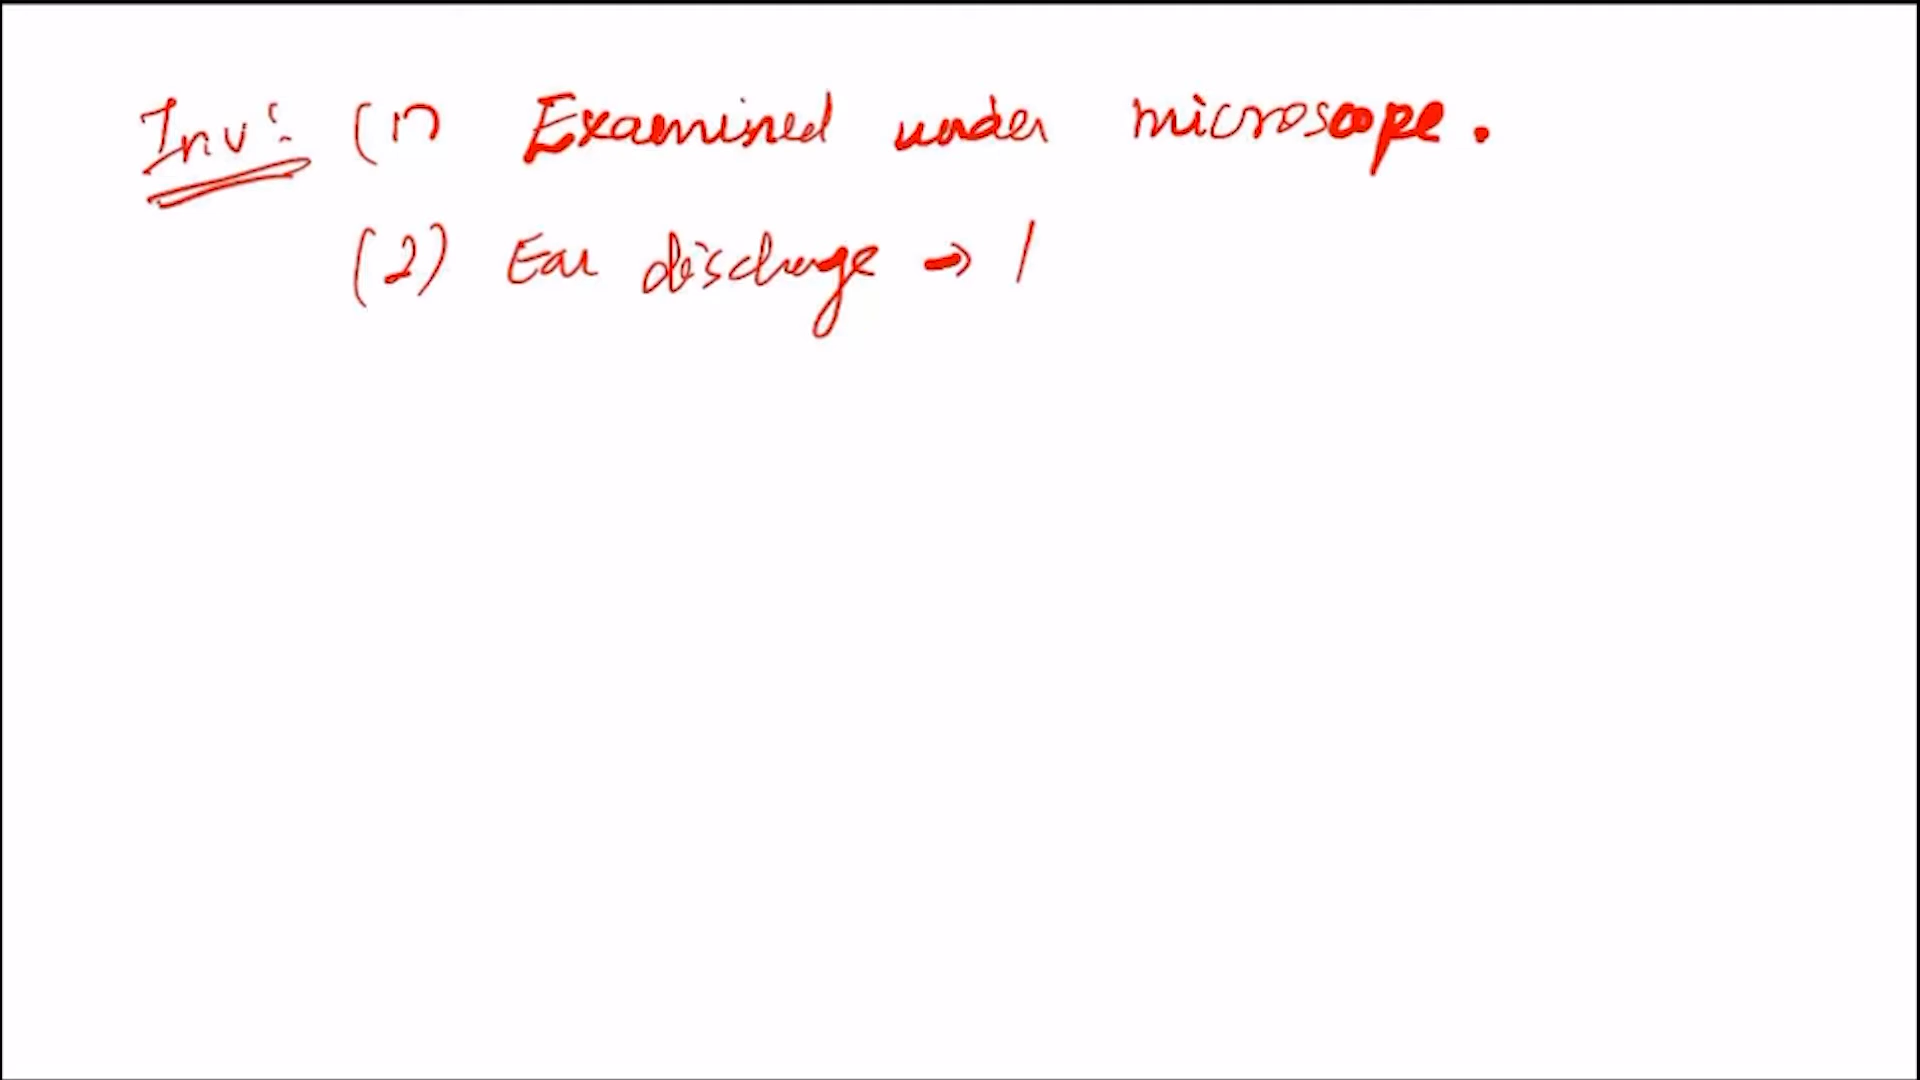 Inv: (1) Examined under microscope.
(2) Ear discharge →